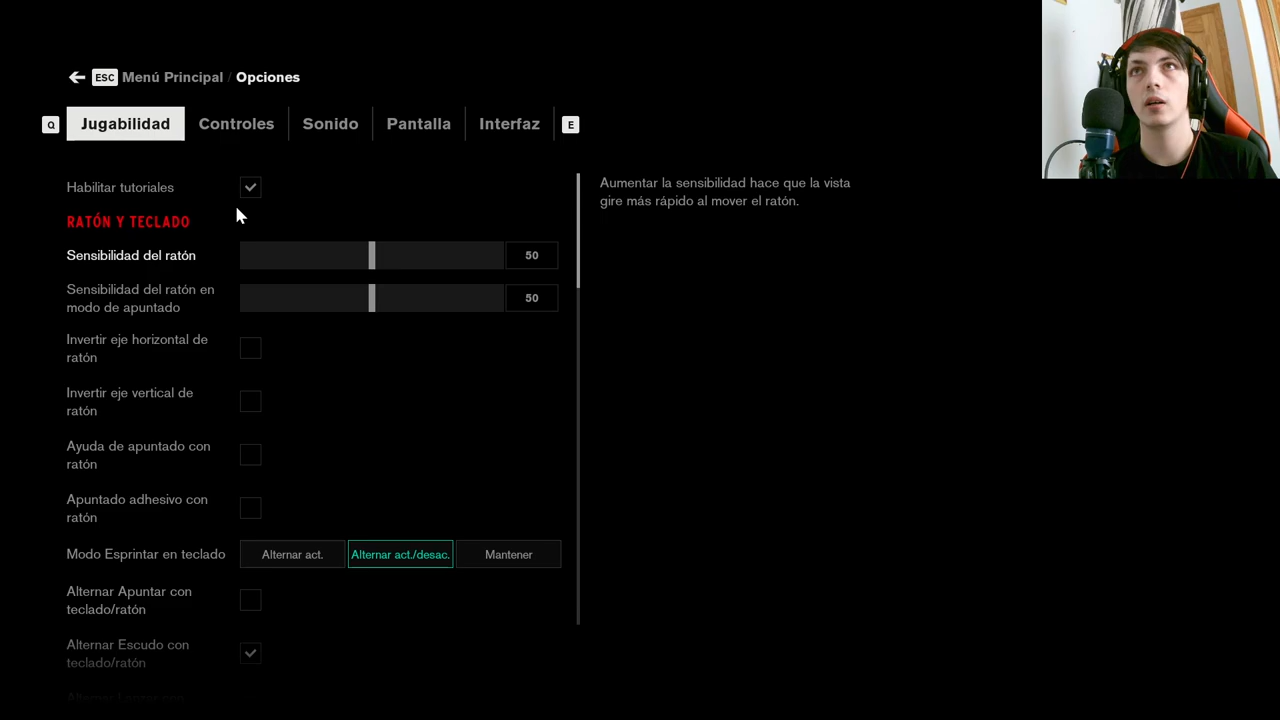 ESC Menú Principal / Opciones
Q Jugabilidad Controles Sonido Pantalla Interfaz E
Habilitar tutoriales
RATÓN Y TECLADO
Sensibilidad del ratón 50
Sensibilidad del ratón en
modo de apuntado 50
Invertir eje horizontal de
ratón
Invertir eje vertical de
ratón
Ayuda de apuntado con
ratón
Apuntado adhesivo con
ratón
Modo Esprintar en teclado Alternar act. Alternar act./desac. Mantener
Alternar Apuntar con
teclado/ratón
Alternar Escudo con
teclado/ratón
Alternar Lanzar con
Aumentar la sensibilidad hace que la vista
gire más rápido al mover el ratón.